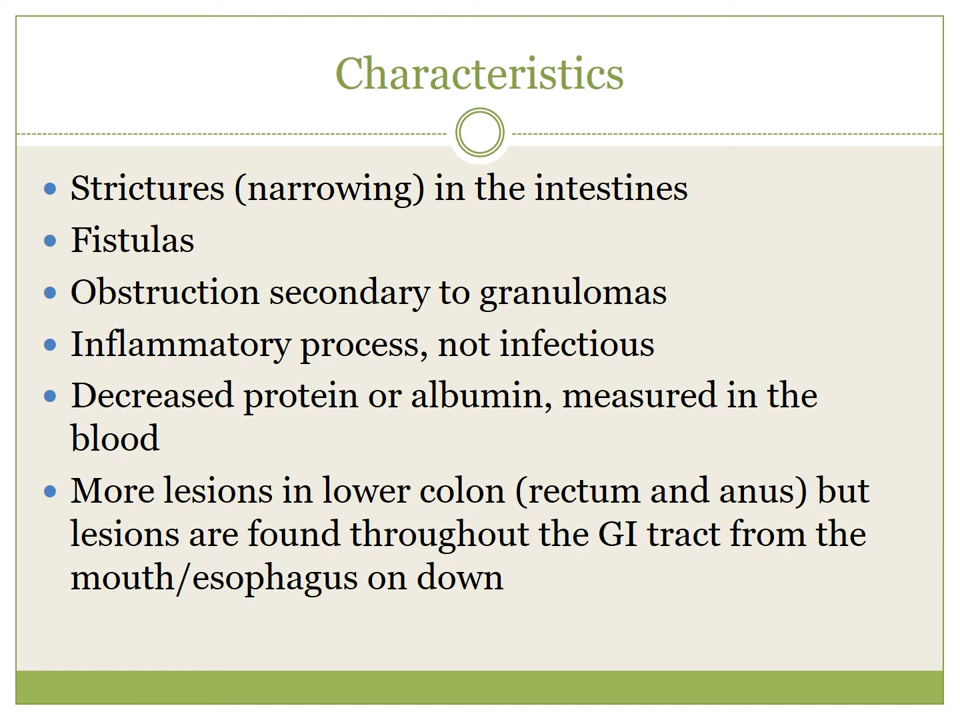 Characteristics
• Strictures (narrowing) in the intestines
• Fistulas
• Obstruction secondary to granulomas
• Inflammatory process, not infectious
• Decreased protein or albumin, measured in the
blood
• More lesions in lower colon (rectum and anus) but
lesions are found throughout the GI tract from the
mouth/esophagus on down